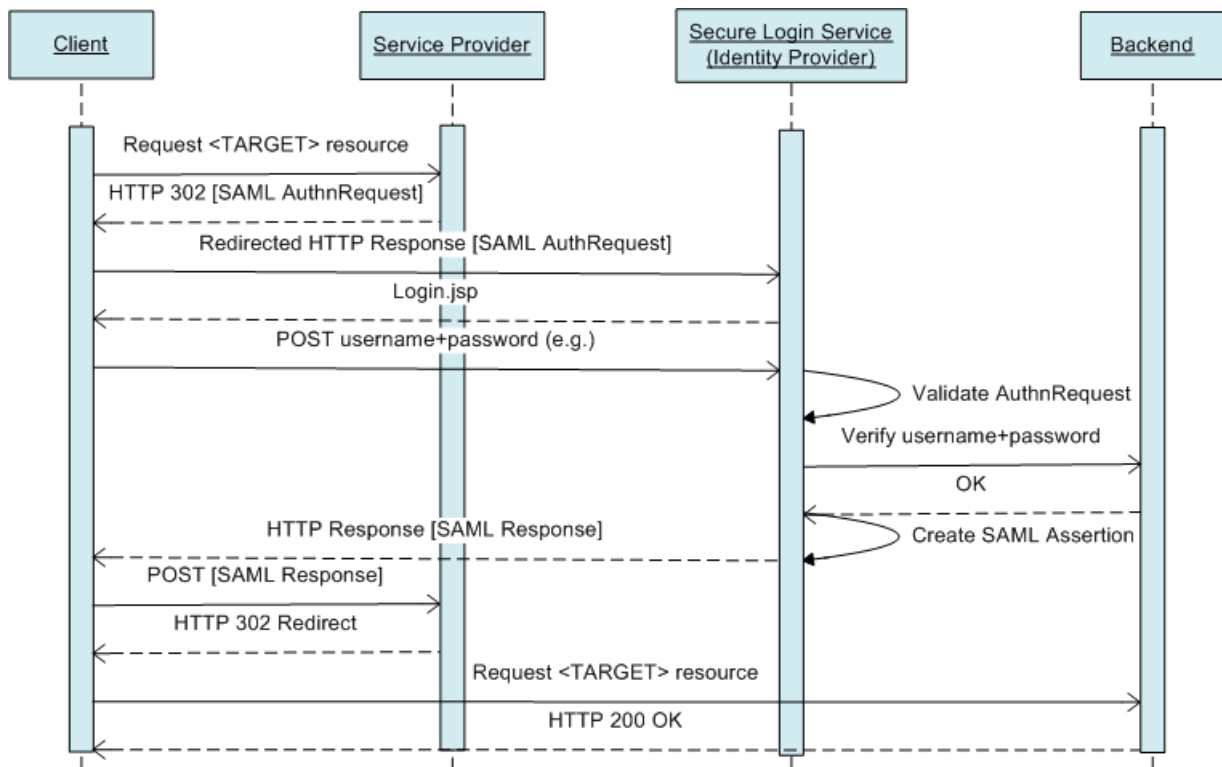 Client
Service Provider
Secure Login Service
(Identity Provider)
Backend
Request <TARGET> resource
HTTP 302 [SAML AuthnRequest]
Redirected HTTP Response [SAML AuthRequest]
Login.jsp
POST username+password (e.g.)
Validate AuthnRequest
Verify username+password
OK
HTTP Response [SAML Response]
Create SAML Assertion
POST [SAML Response]
HTTP 302 Redirect
Request <TARGET> resource
HTTP 200 OK